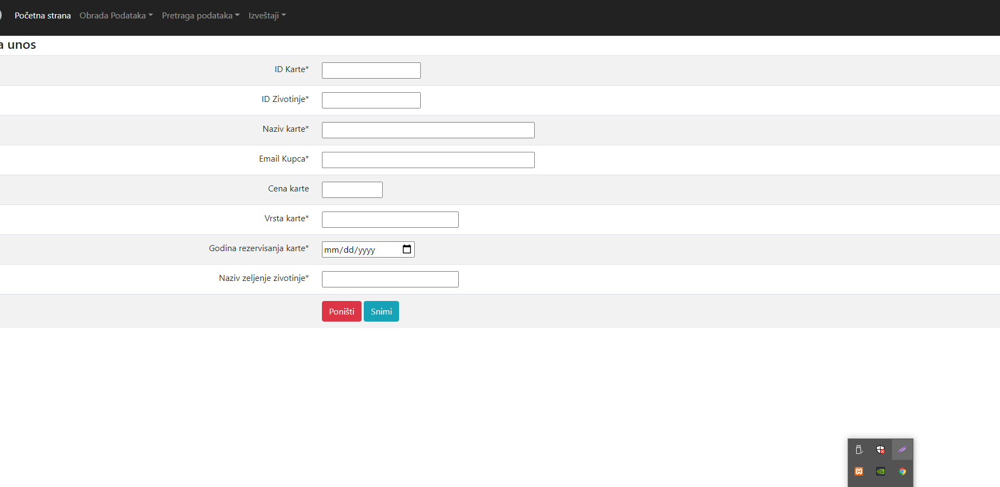 Početna strana Obrada Podataka Pretraga podataka Izveštaji
a unos
ID Karte*
ID Zivotinje*
Naziv karte*
Email Kupca*
Cena karte
Vrsta karte*
Godina rezervisanja karte* mm/dd/yyyy
Naziv zeljenje zivotinje*
Poništi Snimi